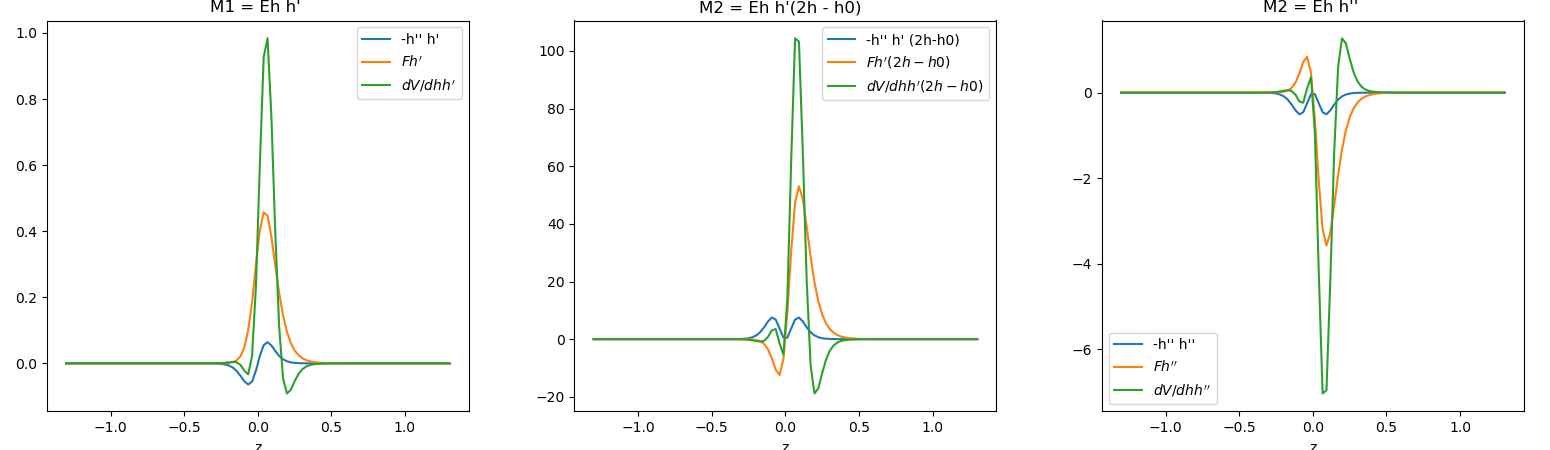 M1 = Eh h'
-h'' h'
Fh′
dV/dhh′
1.0
0.8
0.6
0.4
0.2
0.0
−1.0 −0.5 0.0 0.5 1.0
z
M2 = Eh h'(2h - h0)
-h'' h' (2h-h0)
Fh′(2h − h0)
dV/dhh′(2h − h0)
100
80
60
40
20
0
−20
−1.0 −0.5 0.0 0.5 1.0
z
M2 = Eh h''
0
−2
−4
−6
-h'' h''
Fh′′
dV/dhh′′
−1.0 −0.5 0.0 0.5 1.0
z